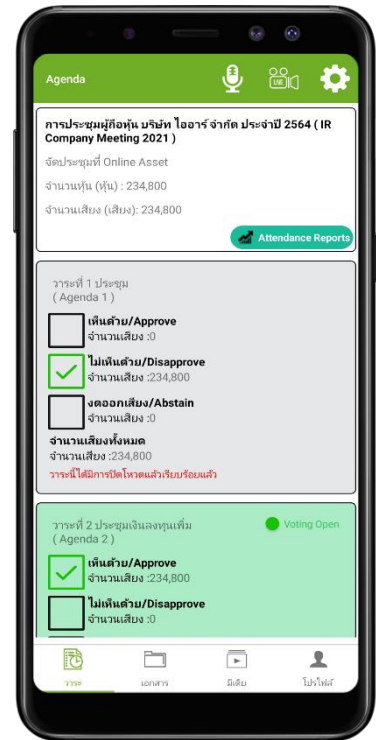 Agenda
LIVE
การประชุมผู้ถือหุ้น บริษัท ไออาร์ จำกัด ประจำปี 2564 ( IR
Company Meeting 2021 )
จัดประชุมที่ Online Asset
จำนวนหุ้น (หุ้น) : 234,800
จำนวนเสียง (เสียง): 234,800
Attendance Reports
วาระที่ 1 ประชุม
( Agenda 1 )
เห็นด้วย/Approve
จำนวนเสียง :0
ไม่เห็นด้วย/Disapprove
จำนวนเสียง :234,800
งดออกเสียง/Abstain
จำนวนเสียง :0
จำนวนเสียงทั้งหมด
จำนวนเสียง :234,800
วาระนี้ได้มีการปิดโหวตแล้วเรียบร้อยแล้ว
วาระที่ 2 ประชุมเงินลงทุนเพิ่ม
Voting Open
( Agenda 2 )
เห็นด้วย/Approve
จำนวนเสียง :234,800
ไม่เห็นด้วย/Disapprove
จำนวนเสียง :0
วาระ
เอกสาร
มีเดีย
โปรไฟล์